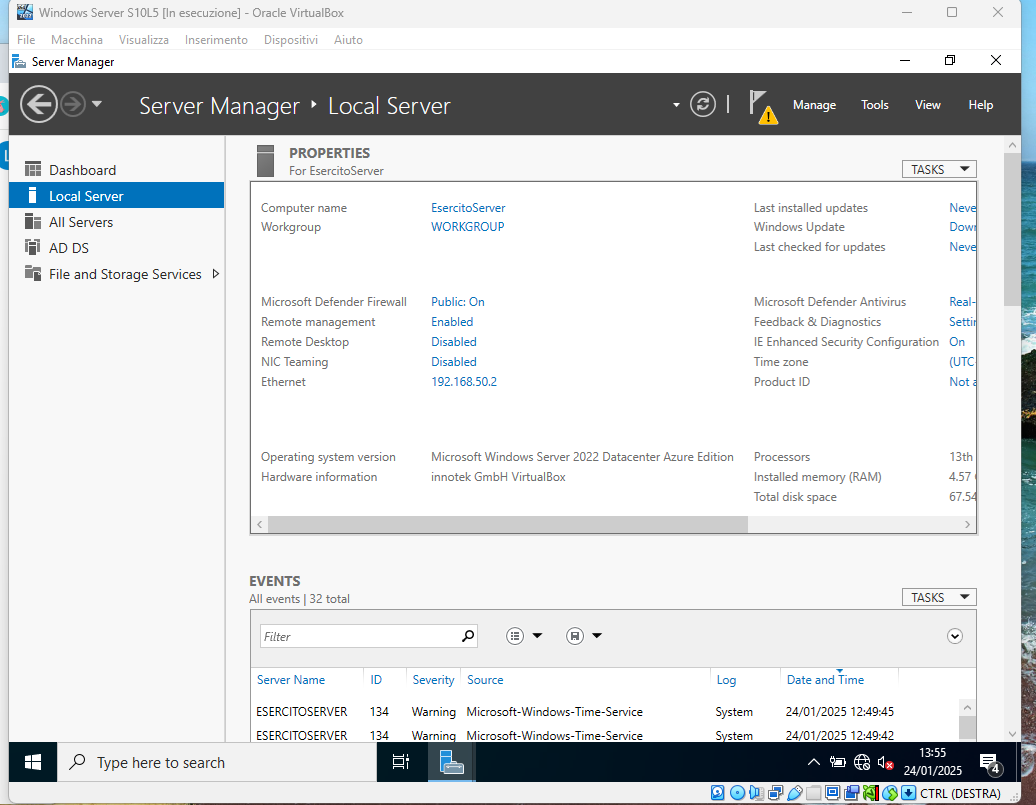 Windows Server S10L5 [In esecuzione] - Oracle VirtualBox
File Macchina Visualizza Inserimento Dispositivi Aiuto
Server Manager
Server Manager ‣ Local Server
Manage Tools View Help
Dashboard
Local Server
All Servers
AD DS
File and Storage Services
PROPERTIES
For EsercitoServer
TASKS
Computer name EsercitoServer Last installed updates Neve
Workgroup WORKGROUP Windows Update Down
Last checked for updates Neve
Microsoft Defender Firewall Public: On Microsoft Defender Antivirus Real-
Remote management Enabled Feedback & Diagnostics Settin
Remote Desktop Disabled IE Enhanced Security Configuration On
NIC Teaming Disabled Time zone (UTC-
Ethernet 192.168.50.2 Product ID Not a
Operating system version Microsoft Windows Server 2022 Datacenter Azure Edition Processors 13th
Hardware information innotek GmbH VirtualBox Installed memory (RAM) 4.57
Total disk space 67.54
EVENTS
All events | 32 total
TASKS
Filter
Server Name ID Severity Source Log Date and Time
ESERCITOSERVER 134 Warning Microsoft-Windows-Time-Service System 24/01/2025 12:49:45
ESERCITOSERVER 134 Warning Microsoft-Windows-Time-Service System 24/01/2025 12:49:42
Type here to search
13:55
24/01/2025
4
CTRL (DESTRA)